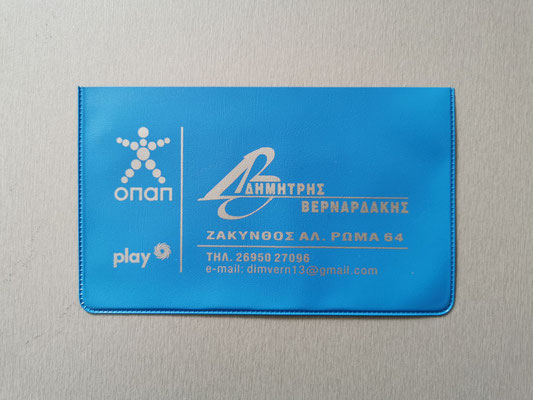 οπαπ
play
ΔΗΜΗΤΡΗΣ
ΒΕΡΝΑΡΔΑΚΗΣ
ΖΑΚΥΝΘΟΣ ΑΛ. ΡΩΜΑ 64
ΤΗΛ. 26950 27096
e-mail: dimvern13@gmail.com